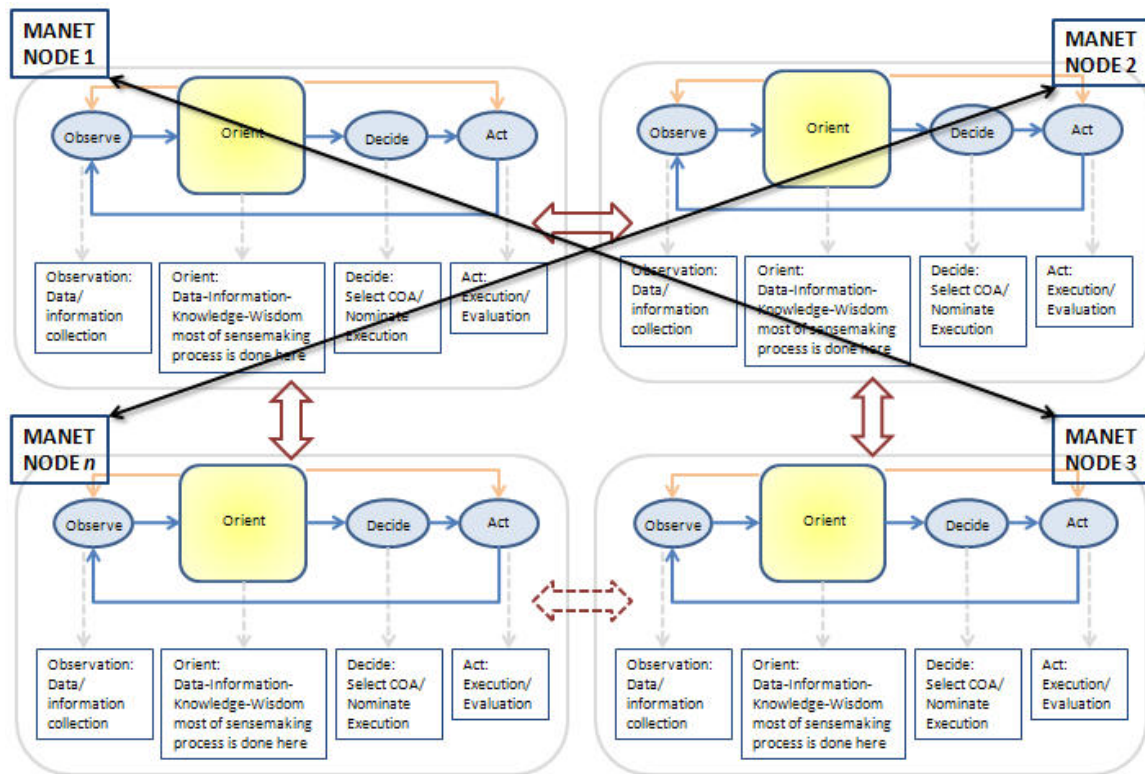 MANET
NODE 1
Observe
Orient
Decide
Act
Observation:
Data/
information
collection
Orient:
Data-Information-
Knowledge-Wisdom
most of sensemaking
process is done here
Decide:
Select COA/
Nominate
Execution
Act:
Execution/
Evaluation
MANET
NODE 2
Observe
Orient
Decide
Act
Observation:
Data/
information
collection
Orient:
Data-Information-
Knowledge-Wisdom
most of sensemaking
process is done here
Decide:
Select COA/
Nominate
Execution
Act:
Execution/
Evaluation
MANET
NODE n
Observe
Orient
Decide
Act
Observation:
Data/
information
collection
Orient:
Data-Information-
Knowledge-Wisdom
most of sensemaking
process is done here
Decide:
Select COA/
Nominate
Execution
Act:
Execution/
Evaluation
MANET
NODE 3
Observe
Orient
Decide
Act
Observation:
Data/
information
collection
Orient:
Data-Information-
Knowledge-Wisdom
most of sensemaking
process is done here
Decide:
Select COA/
Nominate
Execution
Act:
Execution/
Evaluation